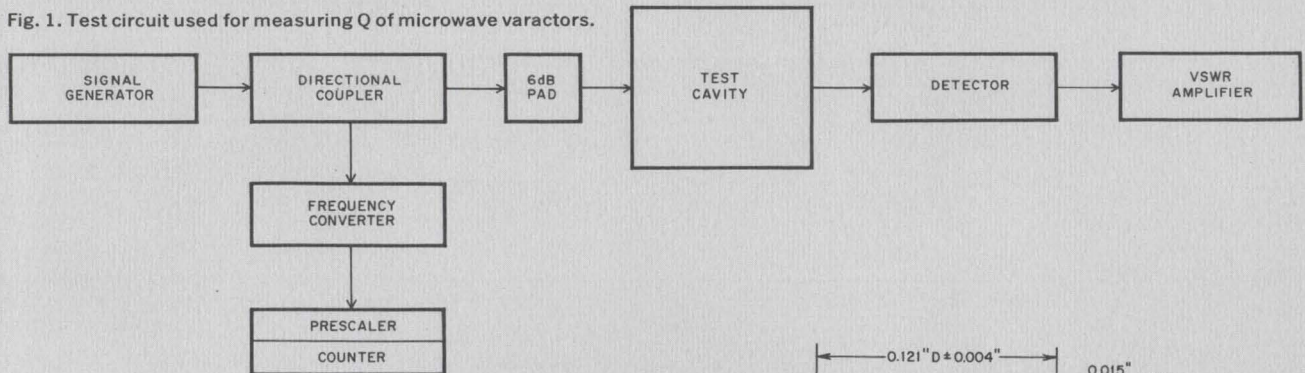 Fig. 1. Test circuit used for measuring Q of microwave varactors.
SIGNAL
GENERATOR
DIRECTIONAL
COUPLER
6dB
PAD
TEST
CAVITY
DETECTOR
VSWR
AMPLIFIER
FREQUENCY
CONVERTER
PRESCALER
COUNTER
0.121"D±0.004"
0.015"